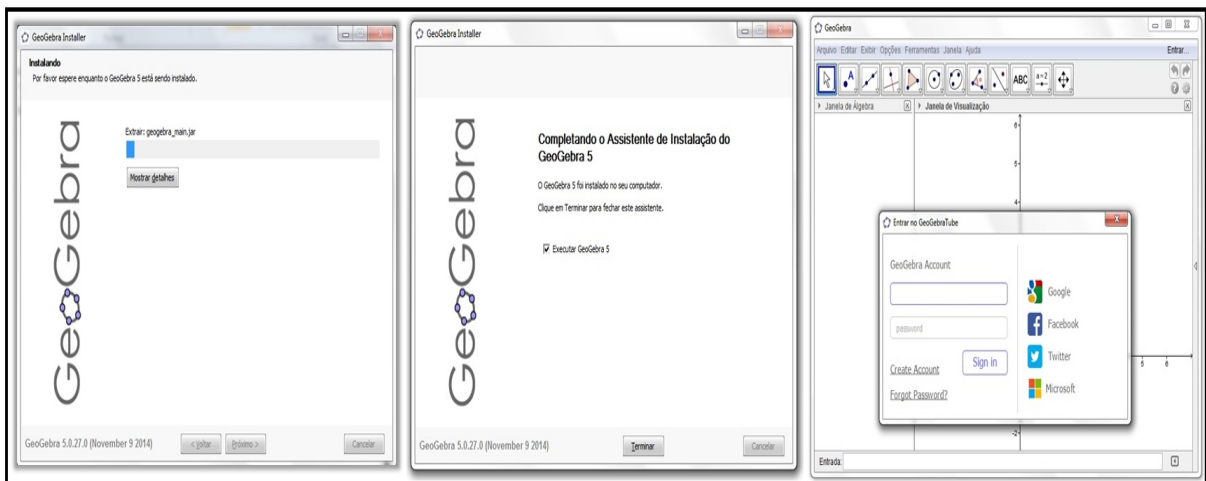 GeoGebra Installer
Instalando
Por favor espere enquanto o GeoGebra 5 está sendo instalado.
GeoGebra
Extrair: geogebra_main.jar
Mostrar detalhes
GeoGebra 5.0.27.0 (November 9 2014)
< Voltar
Próximo >
Cancelar
GeoGebra Installer
GeoGebra
Completando o Assistente de Instalação do
GeoGebra 5
O GeoGebra 5 foi instalado no seu computador.
Clique em Terminar para fechar este assistente.
Executar GeoGebra 5
GeoGebra 5.0.27.0 (November 9 2014)
Terminar
Cancelar
GeoGebra
Arquivo Editar Exibir Opções Ferramentas Janela Ajuda
Entrar...
A
ABC
a=2
Janela de Álgebra
Janela de Visualização
6
5
4
Entrar no GeoGebraTube
GeoGebra Account
password
Sign in
Create Account
Forgot Password?
Google
Facebook
Twitter
Microsoft
5 6
-2
Entrada: